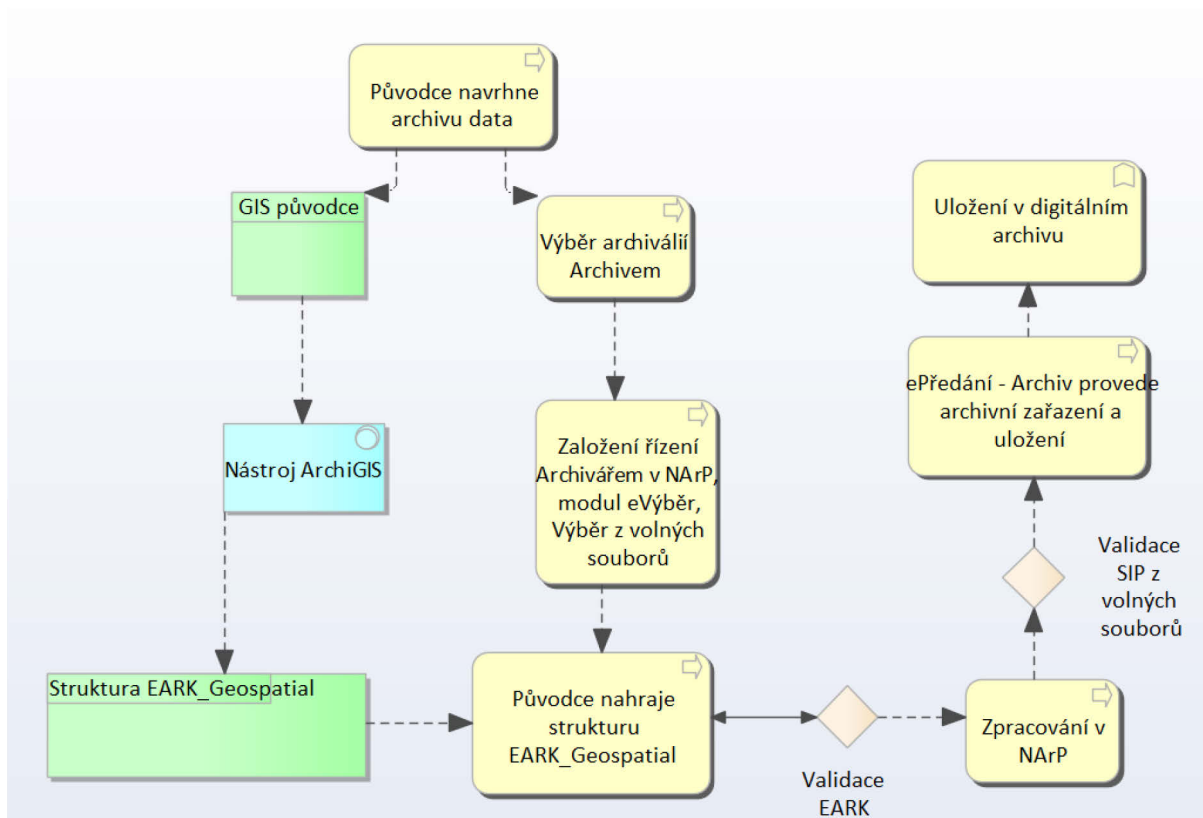 Původce navrhne
archivu data
GIS původce
Výběr archiválií
Archivem
Uložení v digitálním
archivu
ePředání - Archiv provede
archivní zařazení a
uložení
Nástroj ArchiGIS
Založení řízení
Archivářem v NArP,
modul eVýběr,
Výběr z volných
souborů
Validace
SIP z
volných
souborů
Struktura EARK_Geospatial
Původce nahraje
strukturu
EARK_Geospatial
Validace
EARK
Zpracování v
NArP